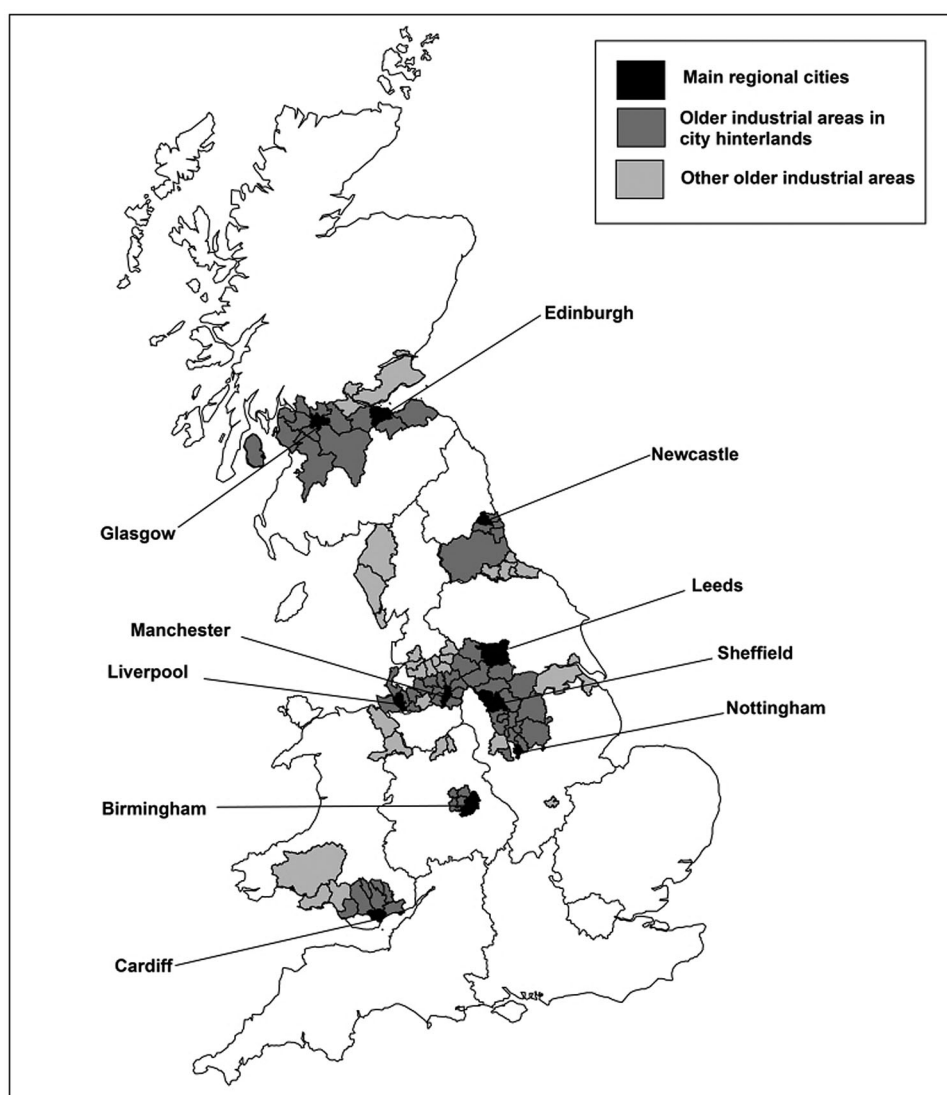 Main regional cities
Older industrial areas in
city hinterlands
Other older industrial areas
Edinburgh
Newcastle
Glasgow
Leeds
Manchester
Sheffield
Liverpool
Nottingham
Birmingham
Cardiff